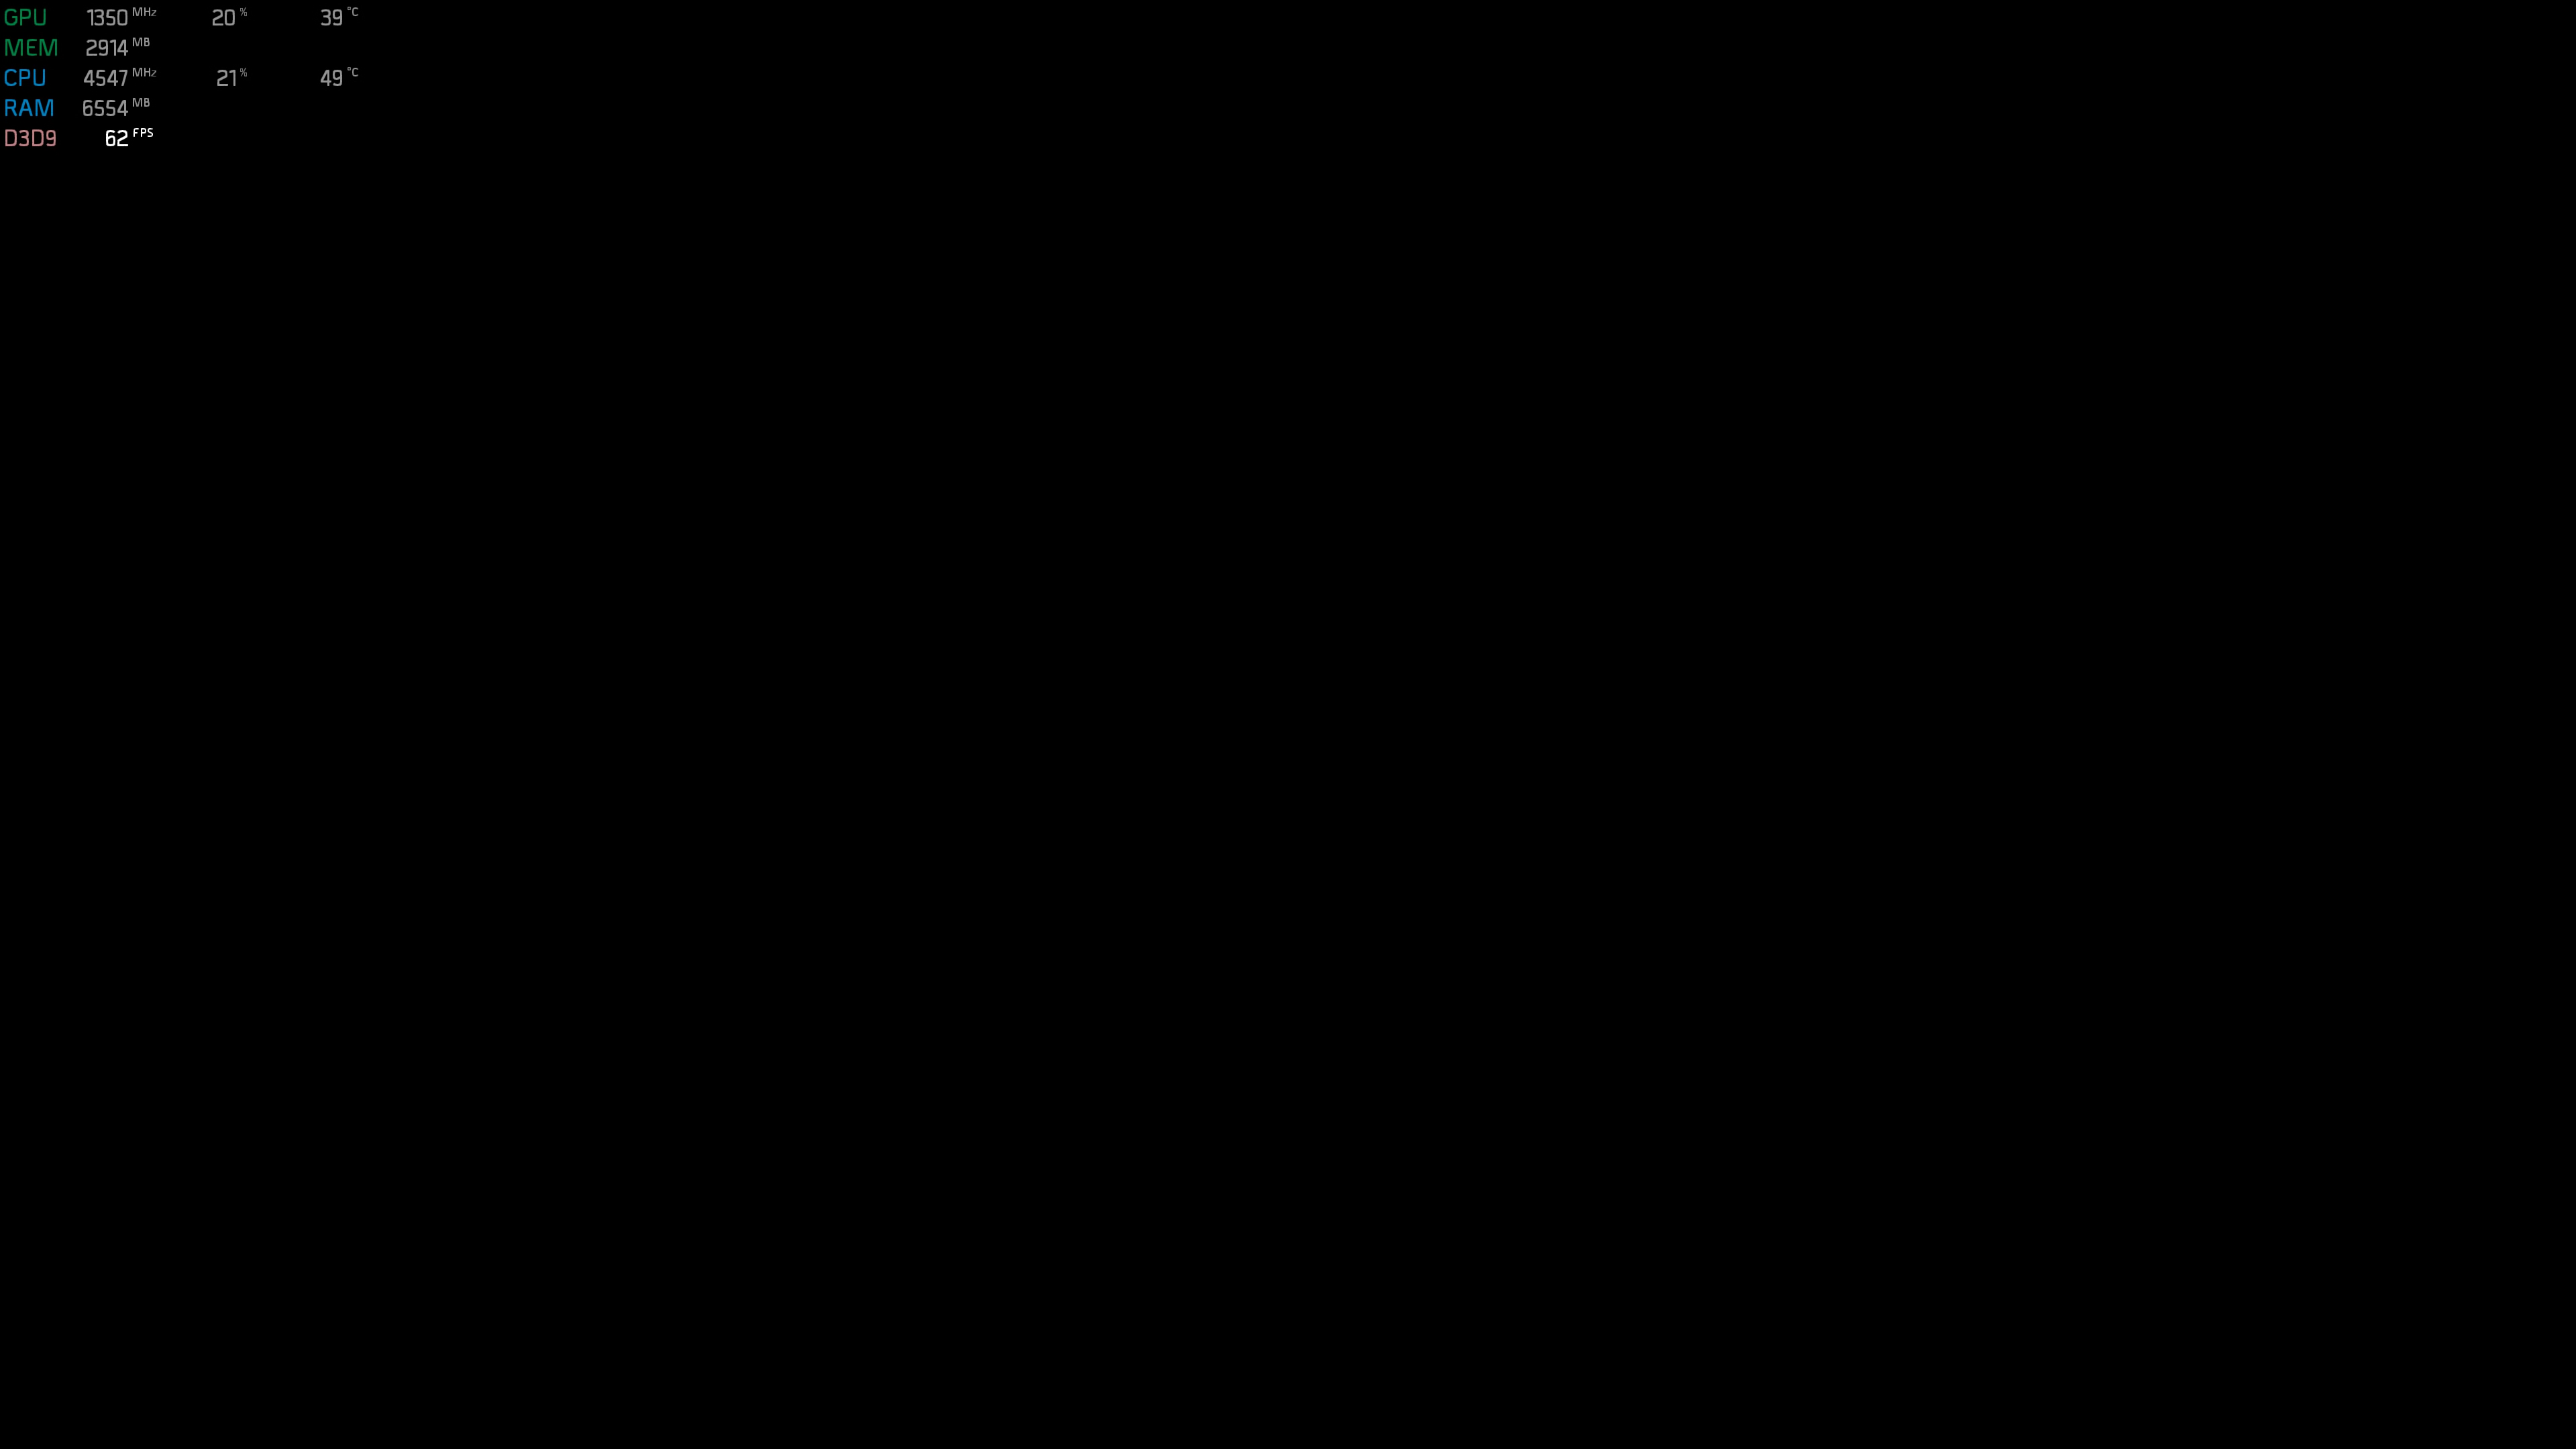 GPU 1350 MHz 20 % 39 °C
MEM 2914 MB
CPU 4547 MHz 21 % 49 °C
RAM 6554 MB
D3D9 62 FPS